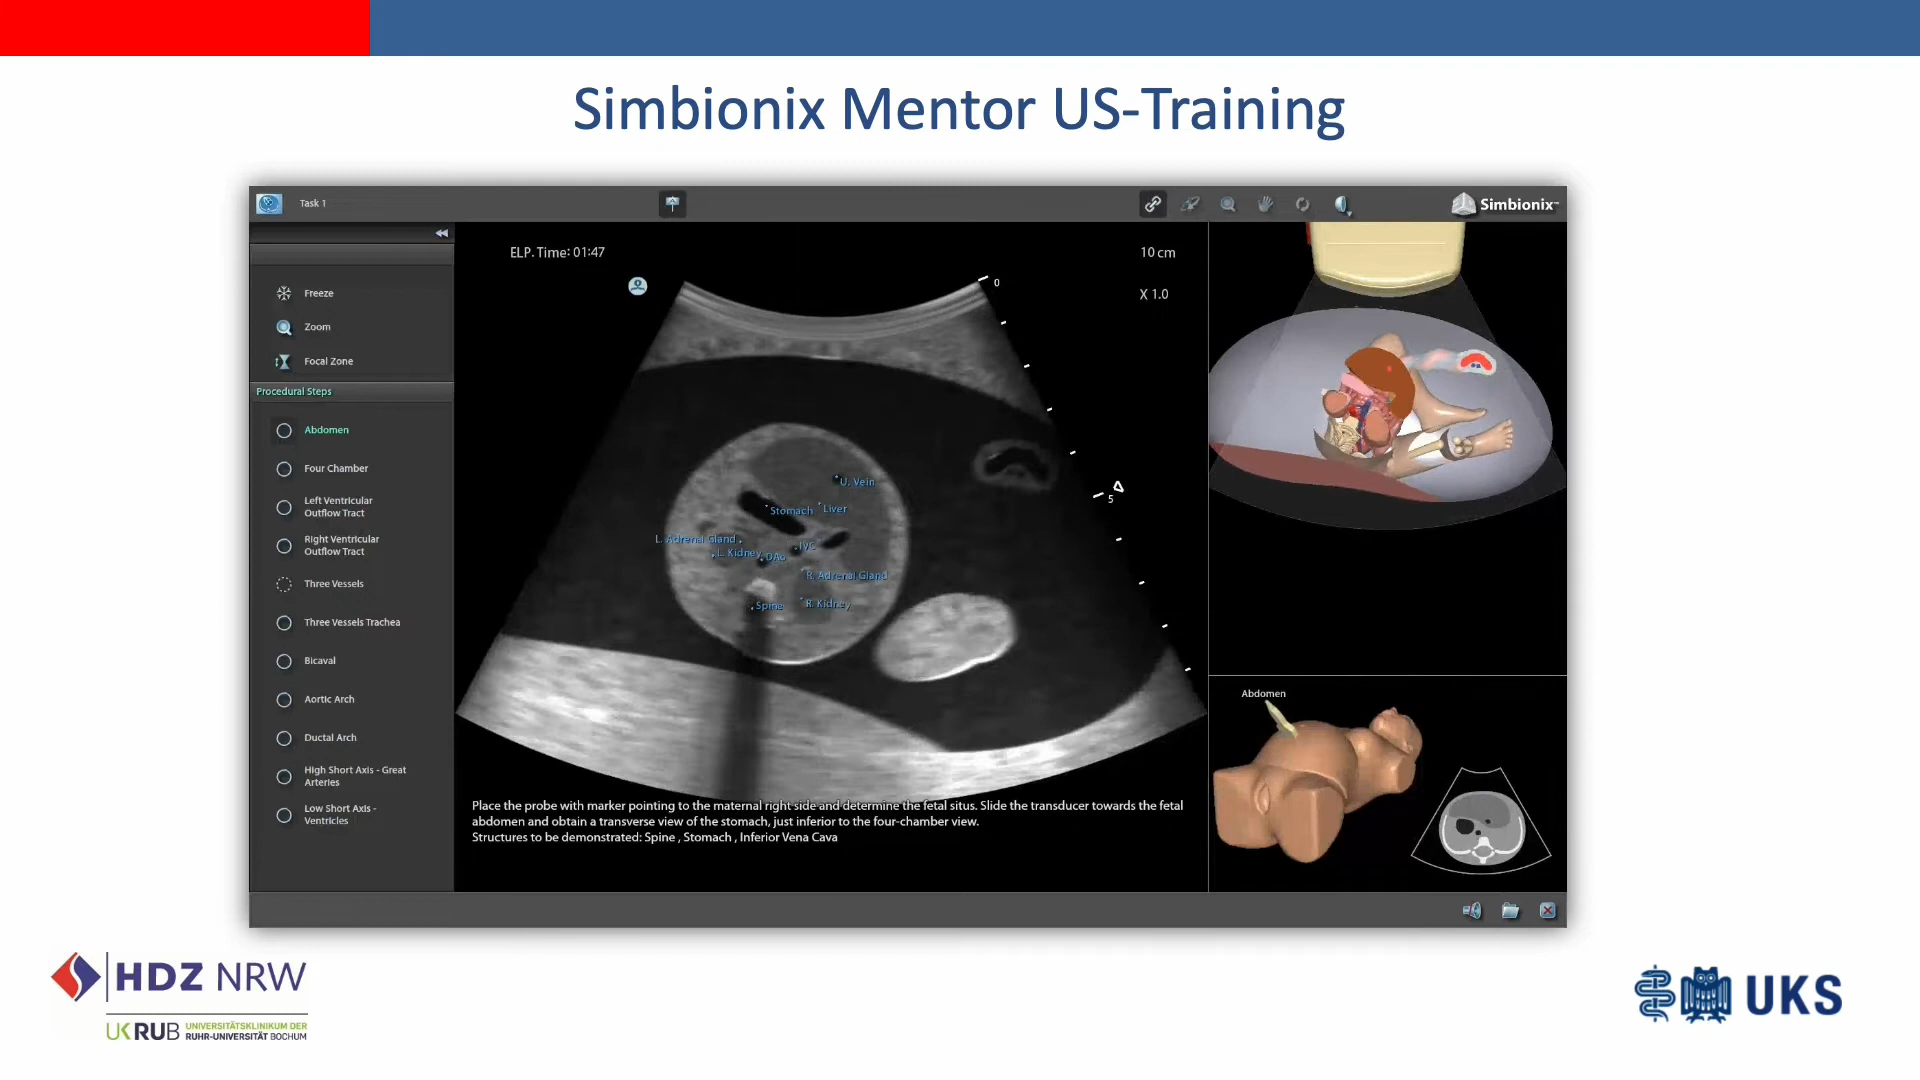 Simbionix Mentor US-Training
Task 1
Simbionix™
ELP. Time: 01:47
10 cm
X 1.0
0
5
Freeze
Zoom
Focal Zone
Procedural Steps
Abdomen
Four Chamber
Left Ventricular
Outflow Tract
Right Ventricular
Outflow Tract
Three Vessels
Three Vessels Trachea
Bicaval
Aortic Arch
Ductal Arch
High Short Axis - Great
Arteries
Low Short Axis -
Ventricles
U. Vein
Stomach
Liver
L. Adrenal Gland
L. Kidney
DAo
IVC
R. Adrenal Gland
Spine
R. Kidney
Place the probe with marker pointing to the maternal right side and determine the fetal situs. Slide the transducer towards the fetal
abdomen and obtain a transverse view of the stomach, just inferior to the four-chamber view.
Structures to be demonstrated: Spine , Stomach , Inferior Vena Cava
Abdomen
HDZ NRW
UKRUB UNIVERSITÄTSKLINIKUM DER
RUHR-UNIVERSITÄT BOCHUM
UKS